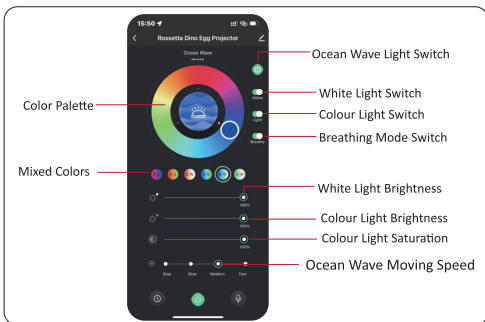 15:50
Rossetta Dino Egg Projector
Ocean Wave
Ocean Wave Light Switch
White
White Light Switch
Color Palette
Light
Colour Light Switch
Breathe
Breathing Mode Switch
Mixed Colors
White Light Brightness
100%
Colour Light Brightness
100%
Colour Light Saturation
100%
Ocean Wave Moving Speed
Stop Slow Medium Fast